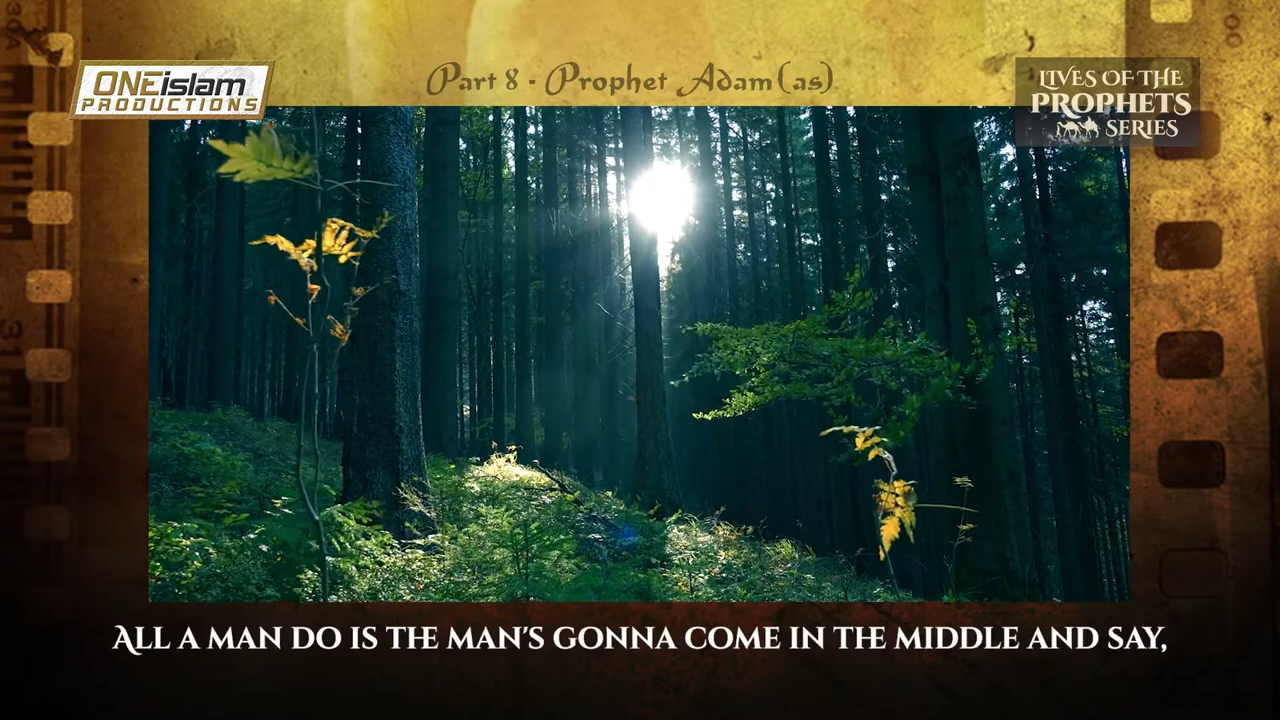 ONEislam
PRODUCTIONS
Part 8 - Prophet Adam (as)
LIVES OF THE
PROPHETS
SERIES
ALL A MAN DO IS THE MAN'S GONNA COME IN THE MIDDLE AND SAY,